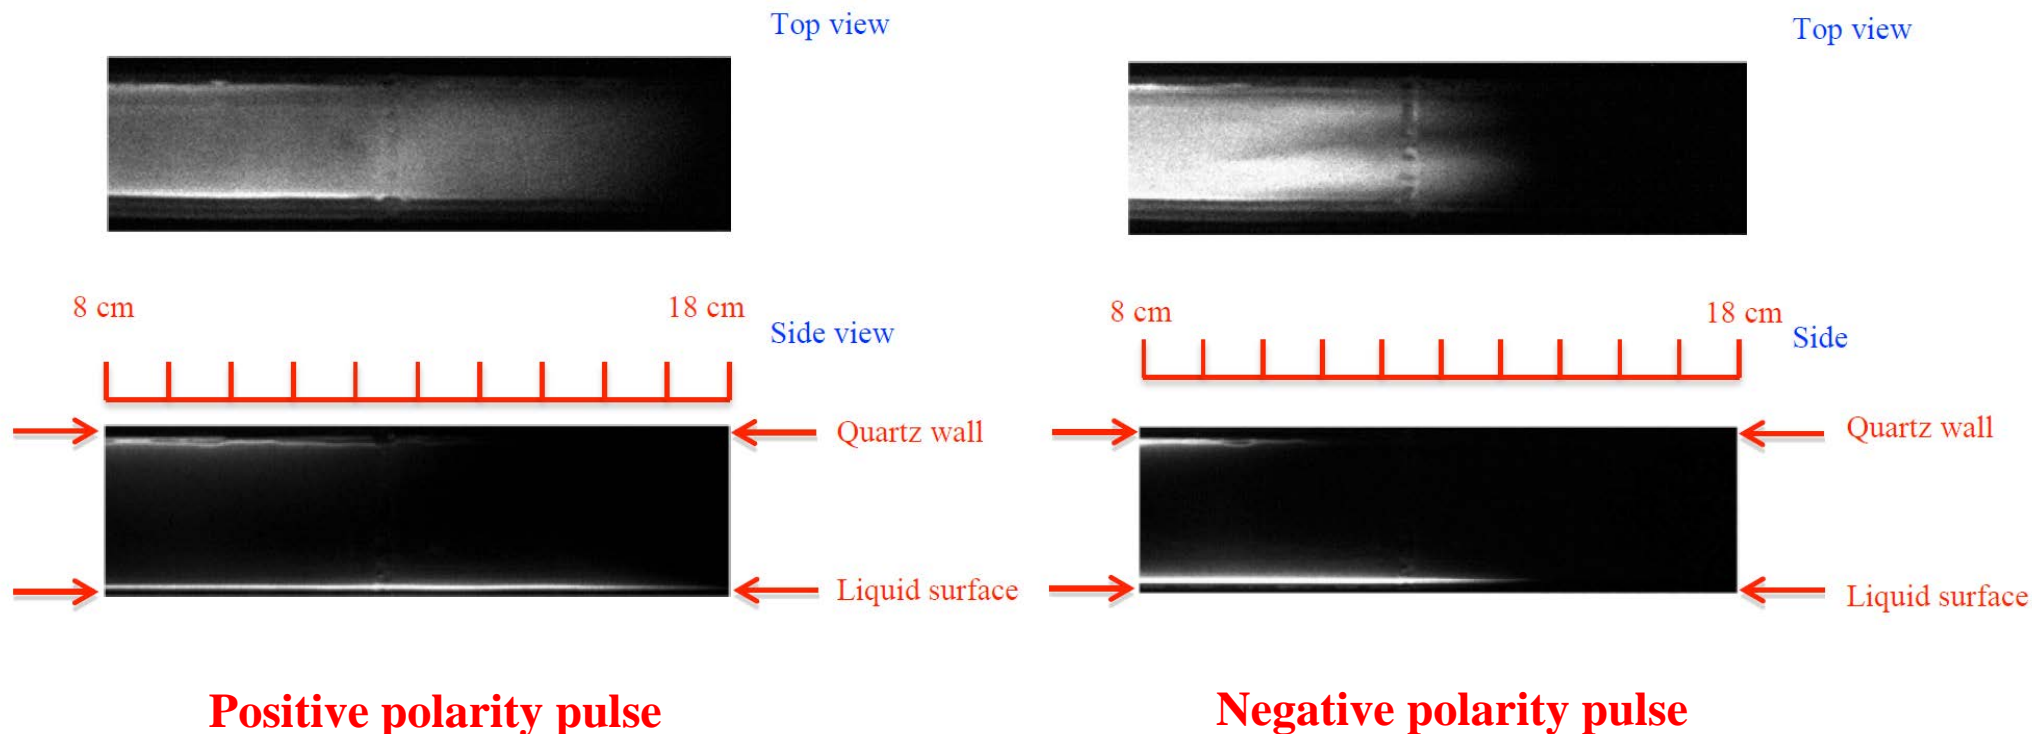 Top view
Top view
8 cm
18 cm
Side view
8 cm
18 cm
Side
Quartz wall
Quartz wall
Liquid surface
Liquid surface
Positive polarity pulse
Negative polarity pulse